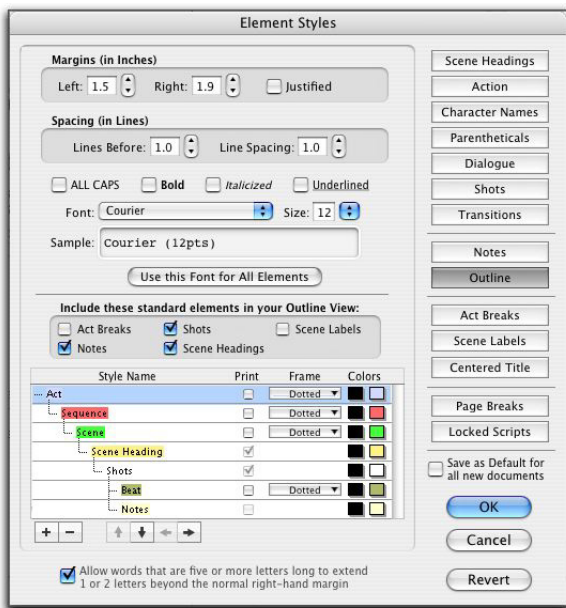 Element Styles
Margins (in Inches)
Left: 1.5 Right: 1.9 Justified
Spacing (in Lines)
Lines Before: 1.0 Line Spacing: 1.0
ALL CAPS Bold Italicized Underlined
Font: Courier Size: 12
Sample: Courier (12pts)
Use this Font for All Elements
Include these standard elements in your Outline View:
Act Breaks Shots Scene Labels
Notes Scene Headings
Style Name Print Frame Colors
Act Dotted
Sequence Dotted
Scene Dotted
Scene Heading
Shots
Beat Dotted
Notes
+ −
Allow words that are five or more letters long to extend
1 or 2 letters beyond the normal right-hand margin
Scene Headings
Action
Character Names
Parentheticals
Dialogue
Shots
Transitions
Notes
Outline
Act Breaks
Scene Labels
Centered Title
Page Breaks
Locked Scripts
Save as Default for
all new documents
OK
Cancel
Revert